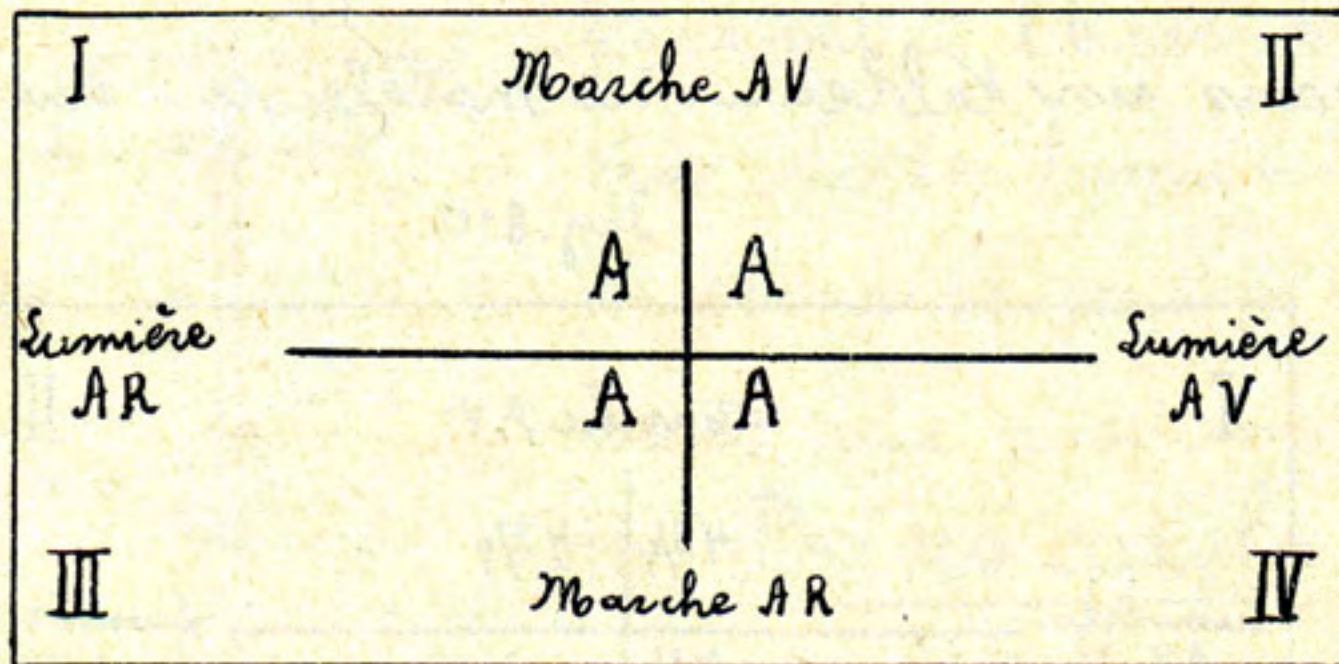 I Marche AV II
A A
Lumière AR Lumière AV
A A
III Marche AR IV